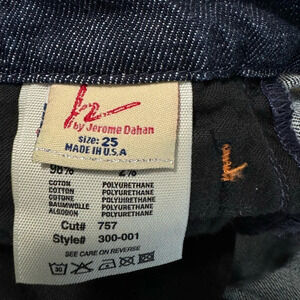 by Jerome Dahan
size: 25
MADE IN U.S.A
98% 2%
COTTON POLYURETHANE
COTTON POLYURETHANE
COTONE POLYURETHANE
BAUMWOLLE POLYURETHANE
ALGODION POLYURETHANE
Cut# 757
Style# 300-001
SEE CARE ON REVERSE
30